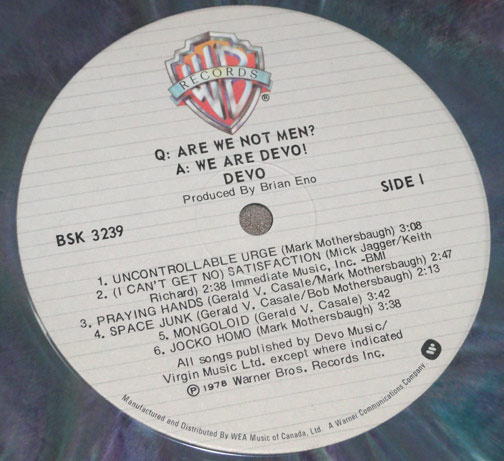 WB
RECORDS
®
Q: ARE WE NOT MEN?
A: WE ARE DEVO!
DEVO
Produced By Brian Eno
SIDE I
BSK 3239
1. UNCONTROLLABLE URGE (Mark Mothersbaugh) 3:08
2. (I CAN'T GET NO) SATISFACTION (Mick Jagger/Keith
Richard) 2:38 Immediate Music, Inc. -BMI
3. PRAYING HANDS (Gerald V. Casale/Mark Mothersbaugh) 2:47
4. SPACE JUNK (Gerald V. Casale/Bob Mothersbaugh) 2:13
5. MONGOLOID (Gerald V. Casale) 3:42
6. JOCKO HOMO (Mark Mothersbaugh) 3:38
All songs published by Devo Music/
Virgin Music Ltd. except where indicated
℗ 1978 Warner Bros. Records Inc.
Manufactured and Distributed By WEA Music of Canada, Ltd. A Warner Communications Company